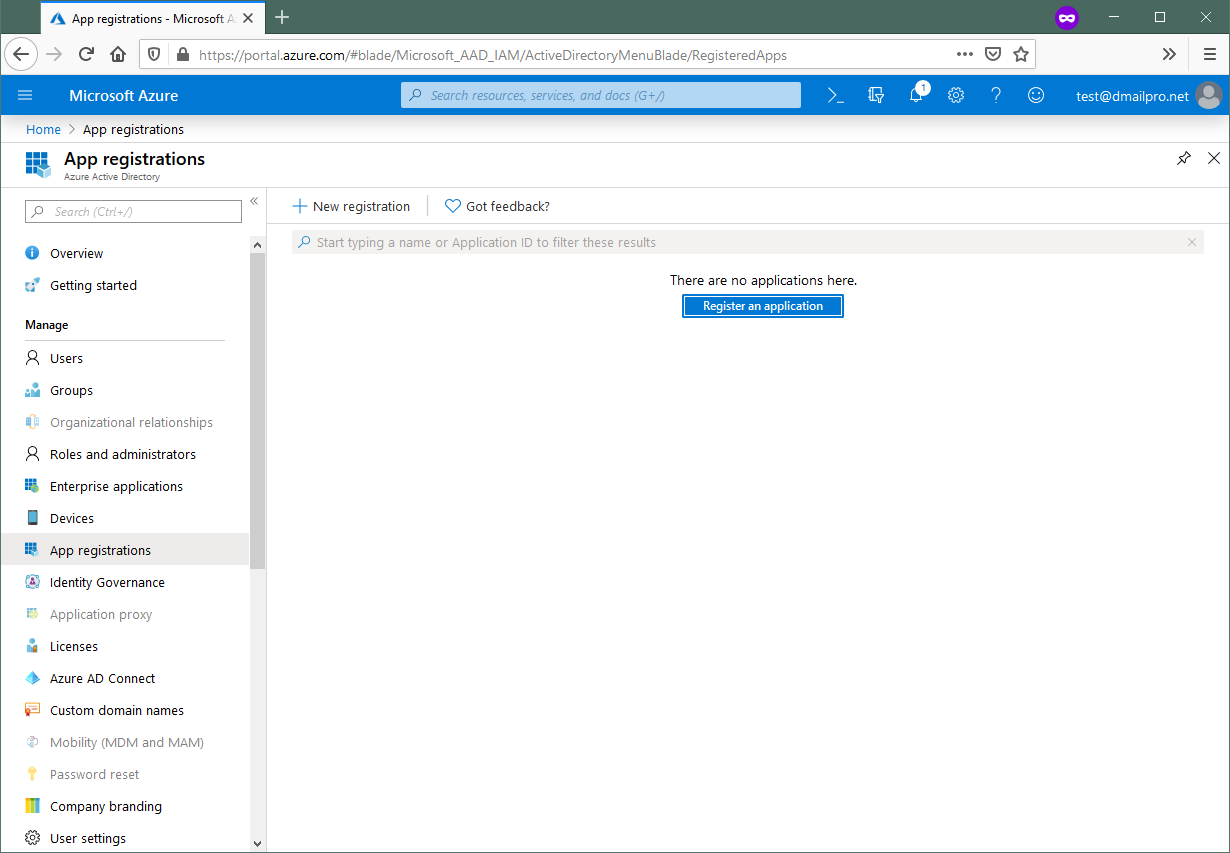 App registrations - Microsoft A
https://portal.azure.com/#blade/Microsoft_AAD_IAM/ActiveDirectoryMenuBlade/RegisteredApps
Microsoft Azure
Search resources, services, and docs (G+/)
1
test@dmailpro.net
Home > App registrations
App registrations
Azure Active Directory
Search (Ctrl+/)
«
New registration
Got feedback?
Start typing a name or Application ID to filter these results
There are no applications here.
Register an application
Overview
Getting started
Manage
Users
Groups
Organizational relationships
Roles and administrators
Enterprise applications
Devices
App registrations
Identity Governance
Application proxy
Licenses
Azure AD Connect
Custom domain names
Mobility (MDM and MAM)
Password reset
Company branding
User settings